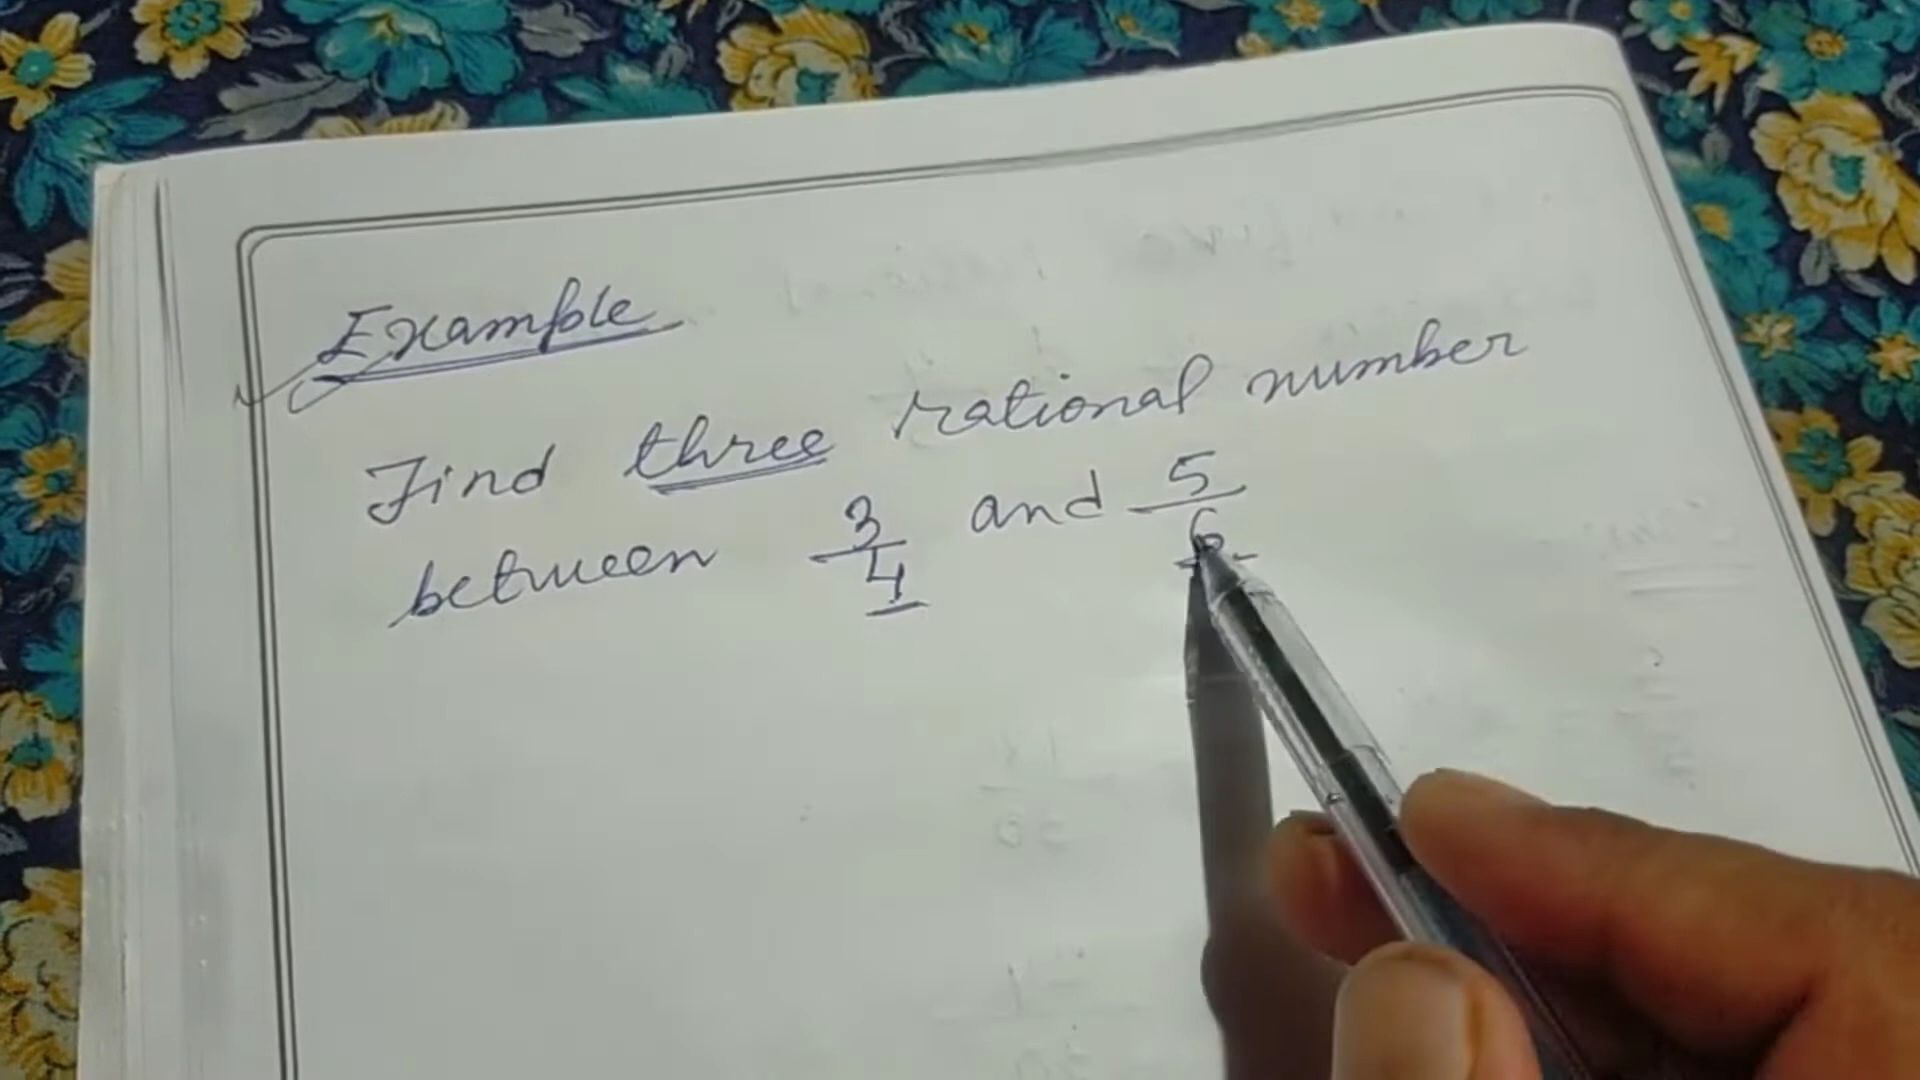 Example
Find three rational number
between 3/4 and 5/6